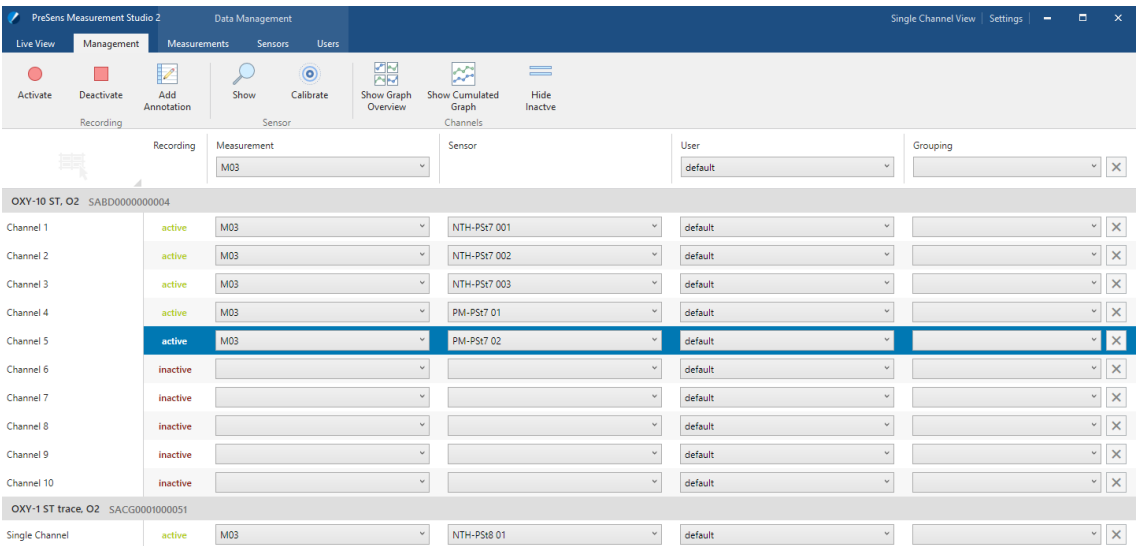 PreSens Measurement Studio 2 Data Management Single Channel View Settings
Live View Management Measurements Sensors Users
Activate Deactivate Add Annotation Show Calibrate Show Graph Overview Show Cumulated Graph Hide Inactve
Recording Sensor Channels
Recording Measurement Sensor User Grouping
M03 default
OXY-10 ST, O2 SABD0000000004
Channel 1 active M03 NTH-PSt7 001 default
Channel 2 active M03 NTH-PSt7 002 default
Channel 3 active M03 NTH-PSt7 003 default
Channel 4 active M03 PM-PSt7 01 default
Channel 5 active M03 PM-PSt7 02 default
Channel 6 inactive default
Channel 7 inactive default
Channel 8 inactive default
Channel 9 inactive default
Channel 10 inactive default
OXY-1 ST trace, O2 SACG0001000051
Single Channel active M03 NTH-PSt8 01 default